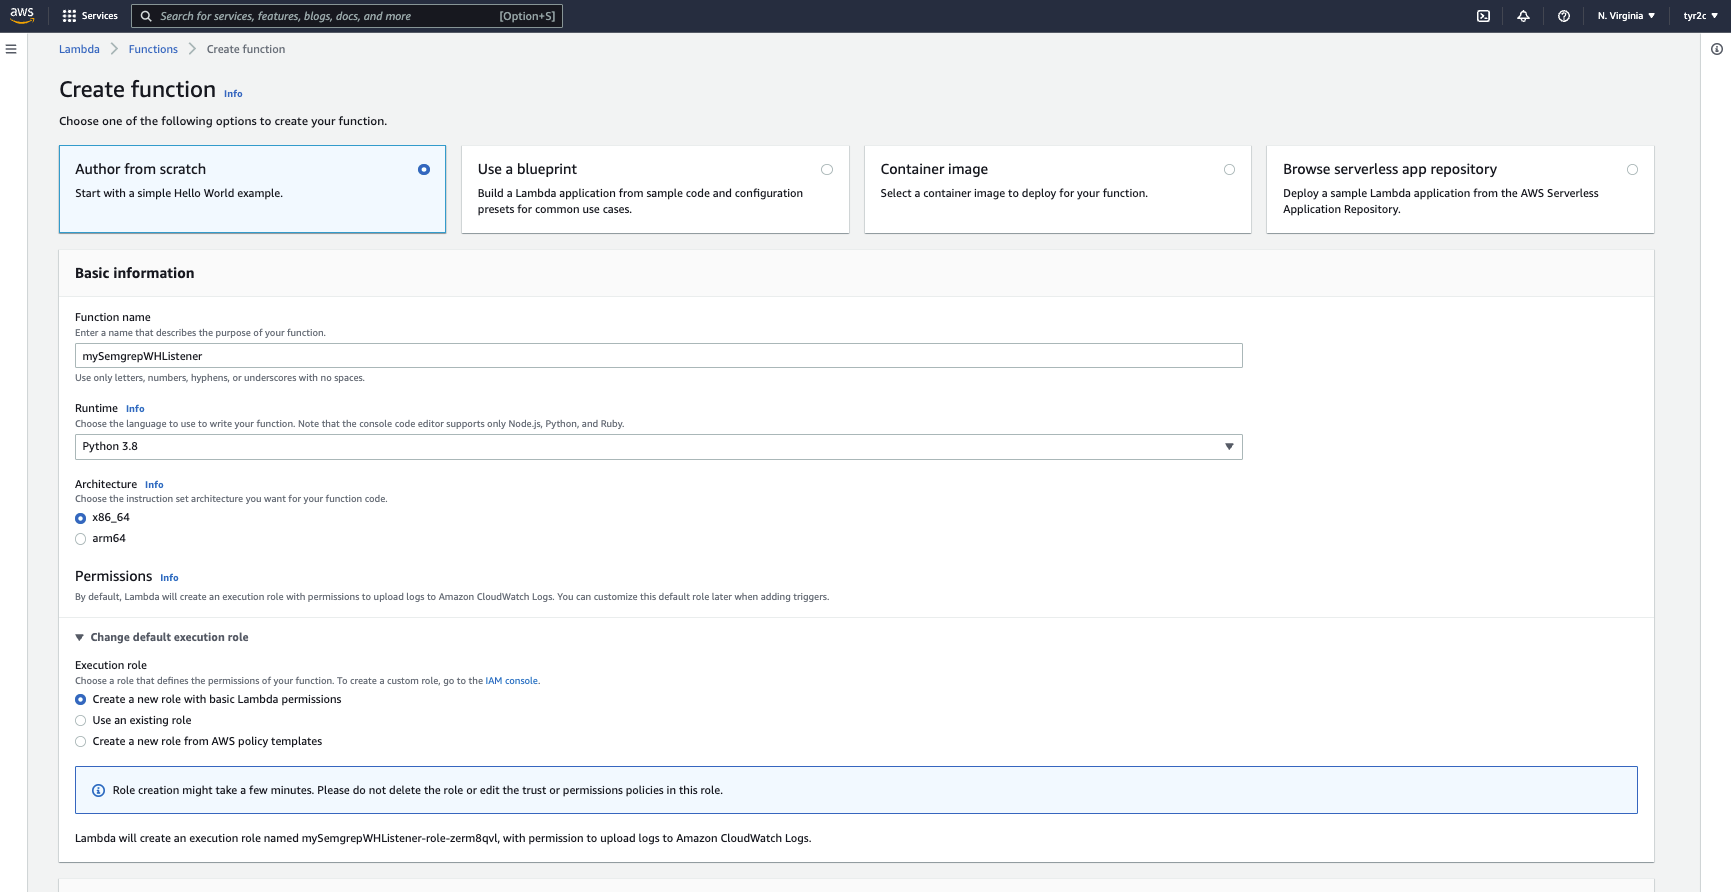 aws
Services
Search for services, features, blogs, docs, and more
[Option+S]
N. Virginia
tyr2c
Lambda
Functions
Create function
Create function
Info
Choose one of the following options to create your function.
Author from scratch
Start with a simple Hello World example.
Use a blueprint
Build a Lambda application from sample code and configuration
presets for common use cases.
Container image
Select a container image to deploy for your function.
Browse serverless app repository
Deploy a sample Lambda application from the AWS Serverless
Application Repository.
Basic information
Function name
Enter a name that describes the purpose of your function.
mySemgrepWHListener
Use only letters, numbers, hyphens, or underscores with no spaces.
Runtime Info
Choose the language to use to write your function. Note that the console code editor supports only Node.js, Python, and Ruby.
Python 3.8
Architecture Info
Choose the instruction set architecture you want for your function code.
x86_64
arm64
Permissions Info
By default, Lambda will create an execution role with permissions to upload logs to Amazon CloudWatch Logs. You can customize this default role later when adding triggers.
Change default execution role
Execution role
Choose a role that defines the permissions of your function. To create a custom role, go to the IAM console.
Create a new role with basic Lambda permissions
Use an existing role
Create a new role from AWS policy templates
Role creation might take a few minutes. Please do not delete the role or edit the trust or permissions policies in this role.
Lambda will create an execution role named mySemgrepWHListener-role-zerm8qvl, with permission to upload logs to Amazon CloudWatch Logs.